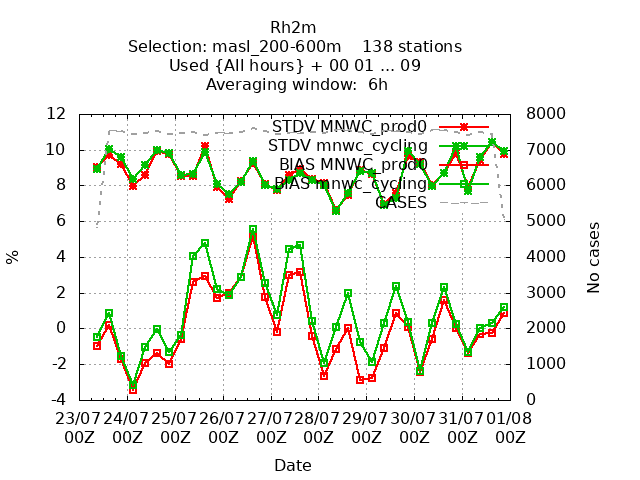 Rh2m
Selection: masl_200-600m    138 stations
Used {All hours} + 00 01 ... 09
Averaging window:  6h
12 8000
STDV MNWC_prod0
10 7000
STDV mnwc_cycling
BIAS MNWC_prod0
8 6000
BIAS mnwc_cycling
CASES
6 5000
4 4000
% No cases
2 3000
0 2000
-2 1000
-4 0
23/07 24/07 25/07 26/07 27/07 28/07 29/07 30/07 31/07 01/08
00Z 00Z 00Z 00Z 00Z 00Z 00Z 00Z 00Z 00Z
Date